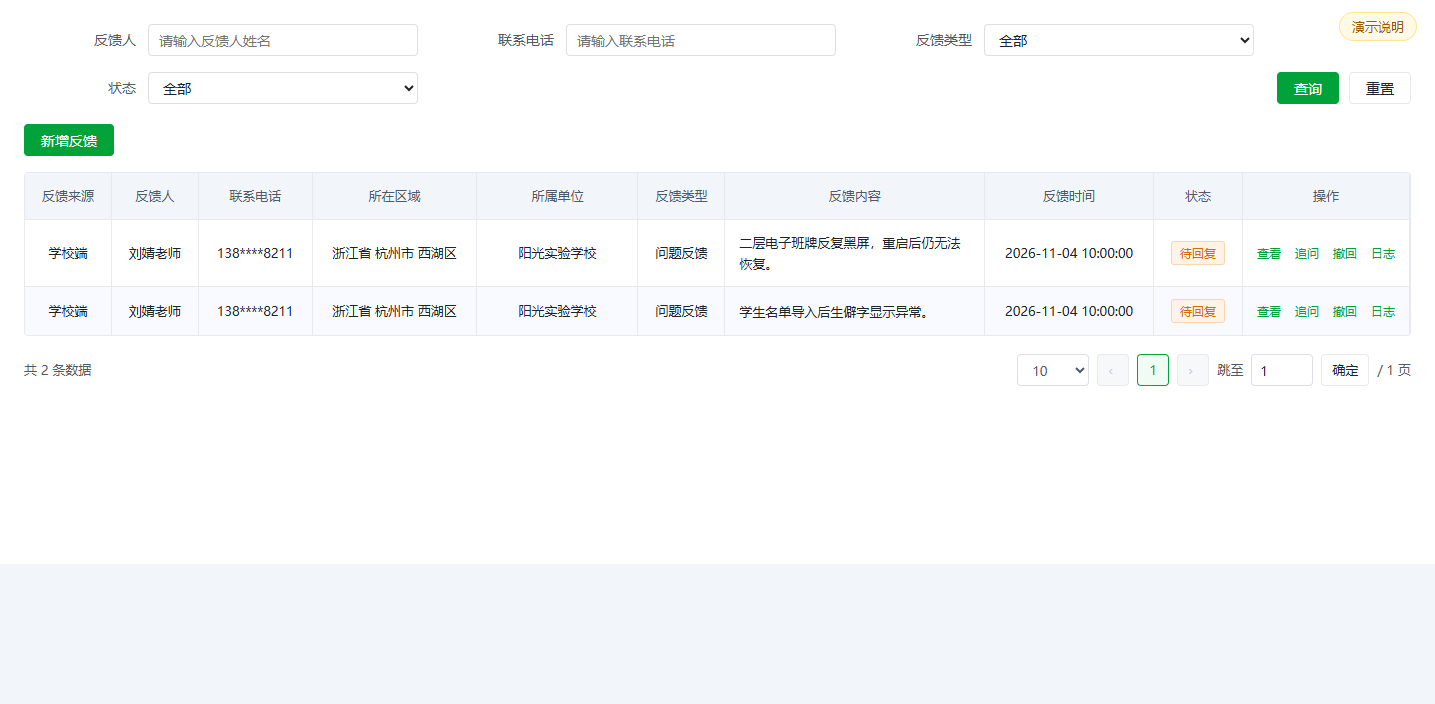 反馈人 请输入反馈人姓名 联系电话 请输入联系电话 反馈类型 全部 演示说明
状态 全部 查询 重置
新增反馈
反馈来源 反馈人 联系电话 所在区域 所属单位 反馈类型 反馈内容 反馈时间 状态 操作
学校端 刘婧老师 138****8211 浙江省 杭州市 西湖区 阳光实验学校 问题反馈 二层电子班牌反复黑屏，重启后仍无法 2026-11-04 10:00:00 待回复 查看 追问 撤回 日志
恢复。
学校端 刘婧老师 138****8211 浙江省 杭州市 西湖区 阳光实验学校 问题反馈 学生名单导入后生僻字显示异常。 2026-11-04 10:00:00 待回复 查看 追问 撤回 日志
共 2 条数据 10 ‹ 1 › 跳至 1 确定 / 1 页